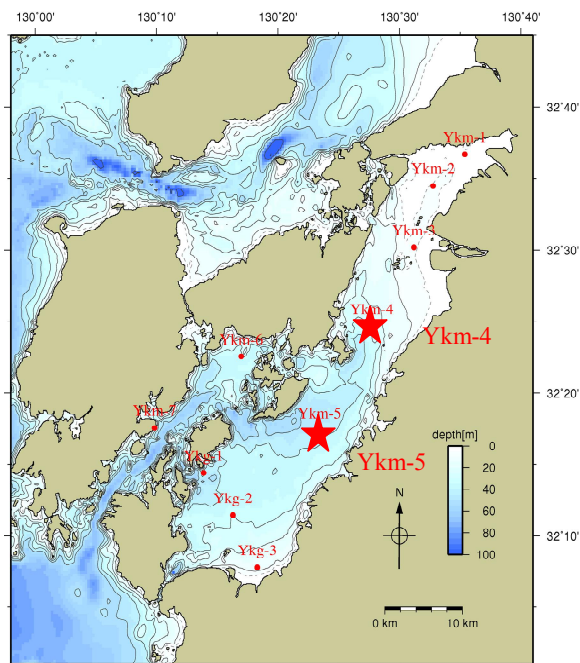 130°00'
130°10'
130°20'
130°30'
130°40'
32°40'
Ykm-1
Ykm-2
Ykm-3
32°30'
Ykm-4
Ykm-4
Ykm-6
32°20'
Ykm-5
Ykm-7
depth[m]
0
20
40
60
80
100
Ykm-5
Ykg-1
Ykg-2
N
32°10'
Ykg-3
0 km
10 km